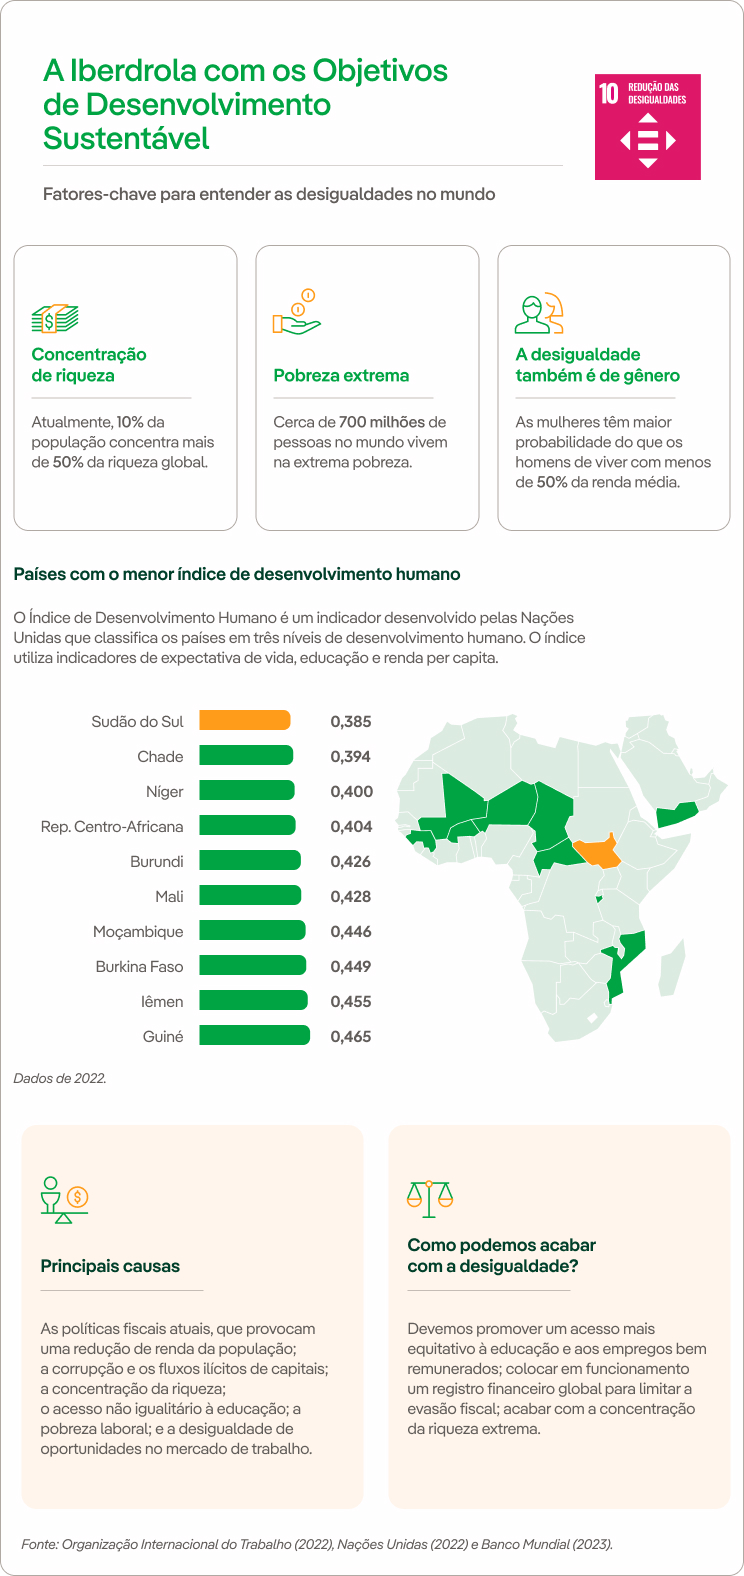 A Iberdrola com os Objetivos
de Desenvolvimento
Sustentável
10 REDUÇÃO DAS
DESIGUALDADES
Fatores-chave para entender as desigualdades no mundo
$
Concentração
de riqueza
Atualmente, 10% da
população concentra mais
de 50% da riqueza global.
Pobreza extrema
Cerca de 700 milhões de
pessoas no mundo vivem
na extrema pobreza.
A desigualdade
também é de gênero
As mulheres têm maior
probabilidade do que os
homens de viver com menos
de 50% da renda média.
Países com o menor índice de desenvolvimento humano
O Índice de Desenvolvimento Humano é um indicador desenvolvido pelas Nações
Unidas que classifica os países em três níveis de desenvolvimento humano. O índice
utiliza indicadores de expectativa de vida, educação e renda per capita.
Sudão do Sul 0,385
Chade 0,394
Níger 0,400
Rep. Centro-Africana 0,404
Burundi 0,426
Mali 0,428
Moçambique 0,446
Burkina Faso 0,449
Iêmen 0,455
Guiné 0,465
Dados de 2022.
$
Principais causas
As políticas fiscais atuais, que provocam
uma redução de renda da população;
a corrupção e os fluxos ilícitos de capitais;
a concentração da riqueza;
o acesso não igualitário à educação; a
pobreza laboral; e a desigualdade de
oportunidades no mercado de trabalho.
Como podemos acabar
com a desigualdade?
Devemos promover um acesso mais
equitativo à educação e aos empregos bem
remunerados; colocar em funcionamento
um registro financeiro global para limitar a
evasão fiscal; acabar com a concentração
da riqueza extrema.
Fonte: Organização Internacional do Trabalho (2022), Nações Unidas (2022) e Banco Mundial (2023).